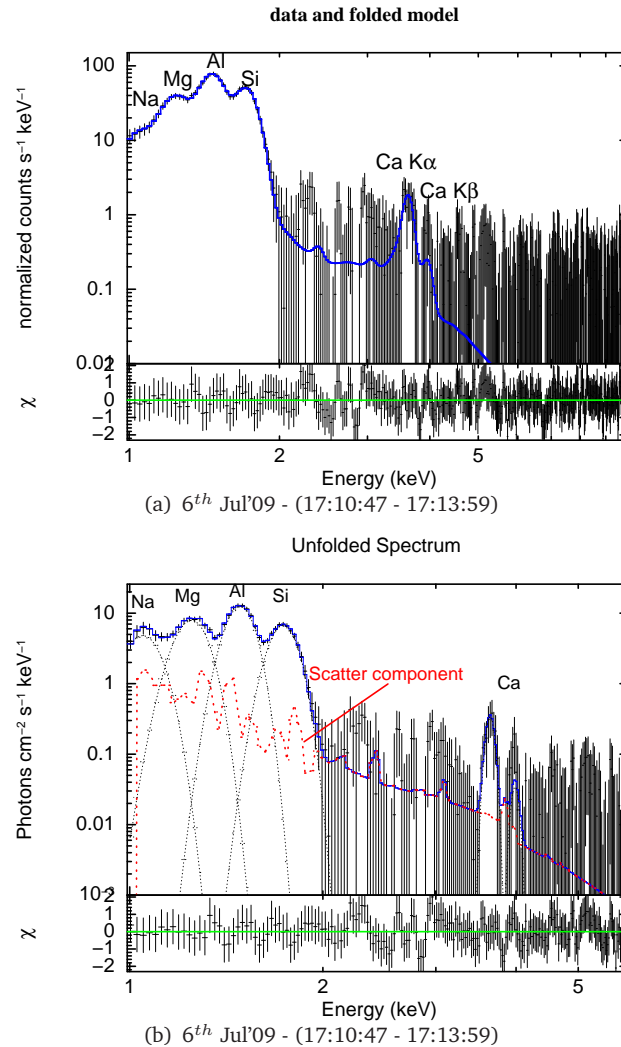 data and folded model
100
10
1
0.1
0.01
normalized counts s⁻¹ keV⁻¹
Na
Mg
Al
Si
Ca Kα
Ca Kβ
2
1
0
−1
−2
χ
1
2
5
Energy (keV)
(a) 6th Jul'09 - (17:10:47 - 17:13:59)
Unfolded Spectrum
10
1
0.1
0.01
10⁻³
Photons cm⁻² s⁻¹ keV⁻¹
Na
Mg
Al
Si
Scatter component
Ca
2
1
0
−1
−2
χ
1
2
5
Energy (keV)
(b) 6th Jul'09 - (17:10:47 - 17:13:59)